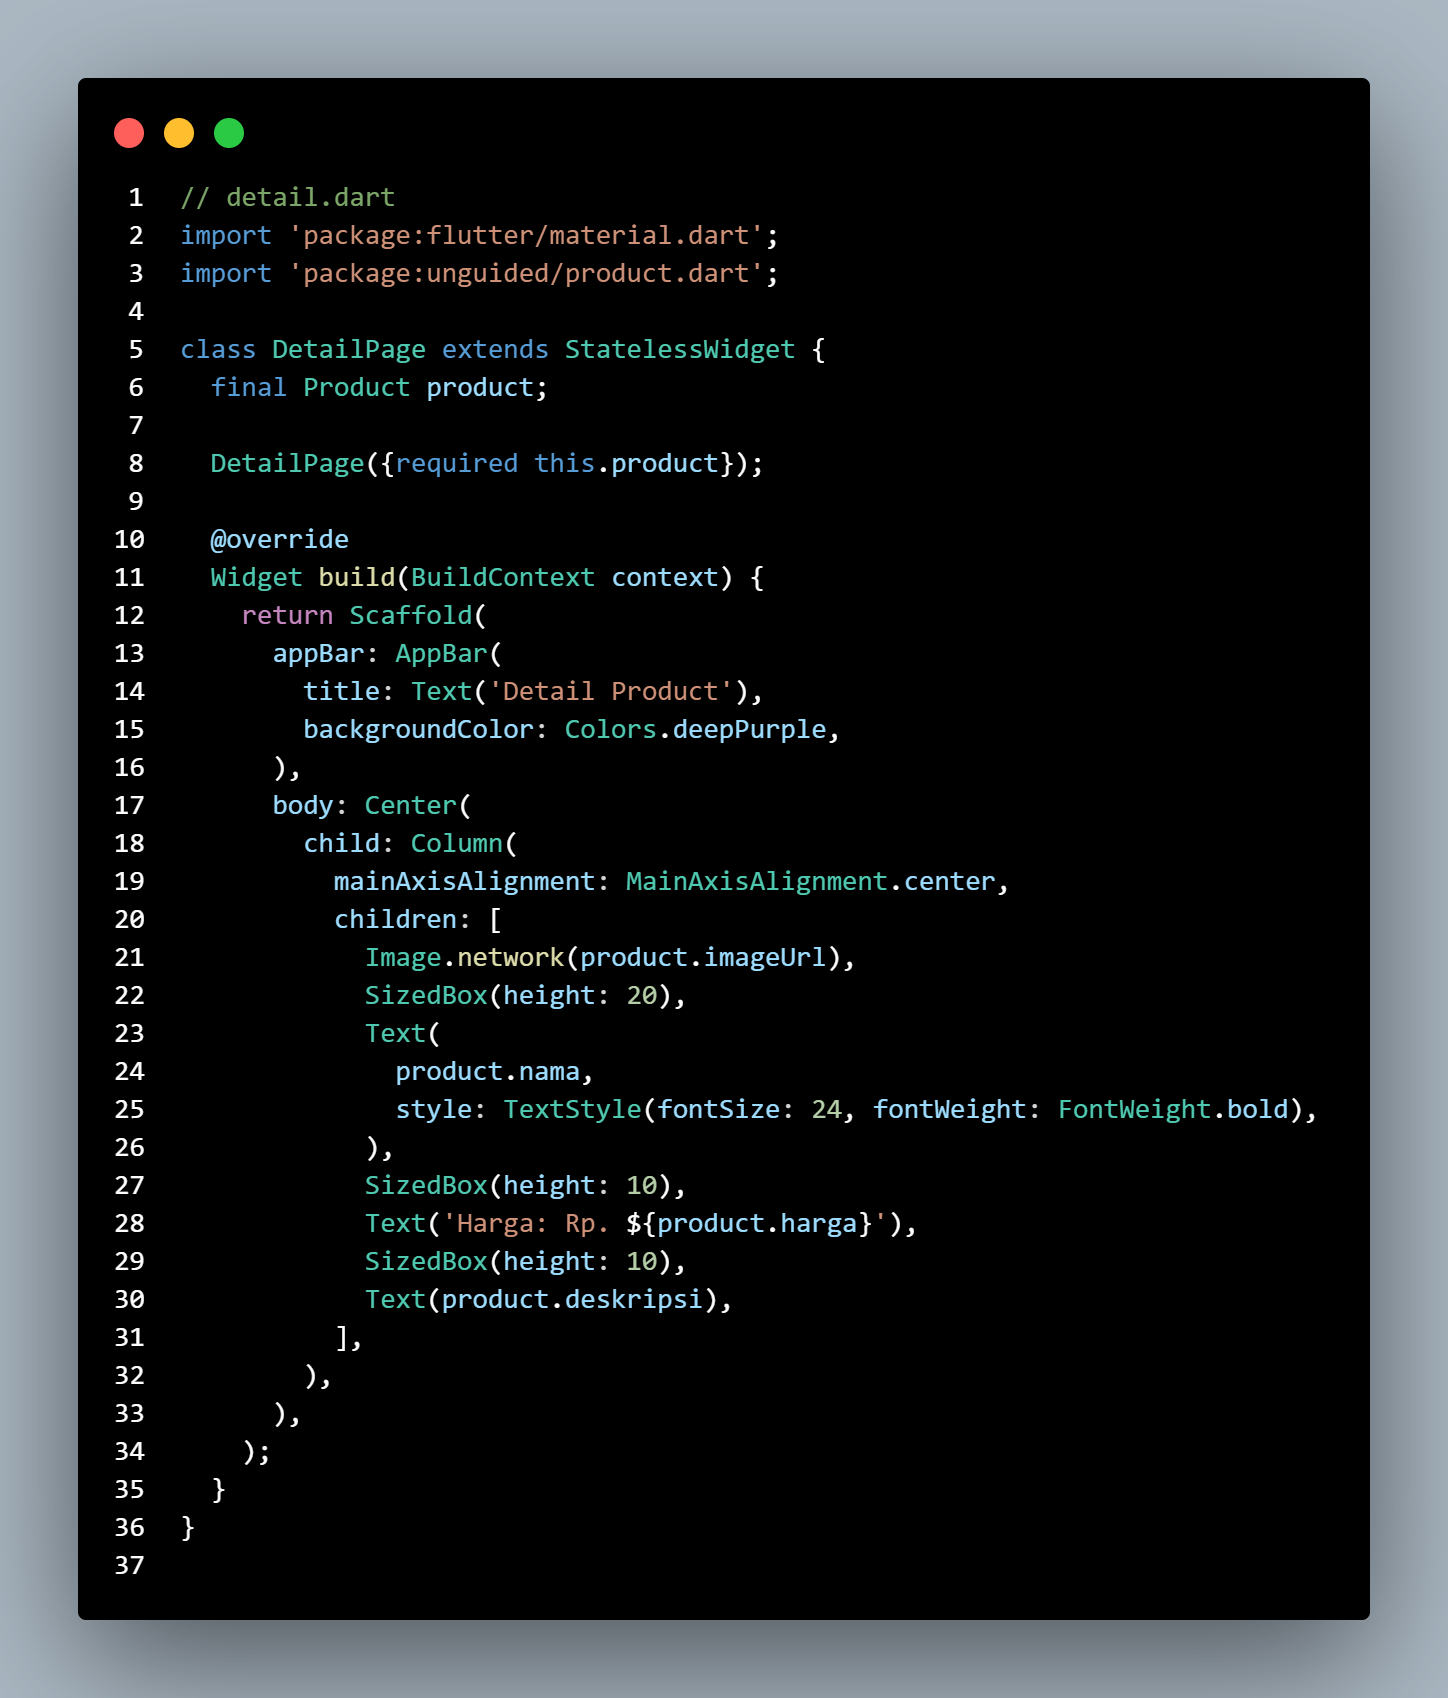 1 // detail.dart
2 import 'package:flutter/material.dart';
3 import 'package:unguided/product.dart';
4
5 class DetailPage extends StatelessWidget {
6   final Product product;
7
8   DetailPage({required this.product});
9
10   @override
11   Widget build(BuildContext context) {
12     return Scaffold(
13       appBar: AppBar(
14         title: Text('Detail Product'),
15         backgroundColor: Colors.deepPurple,
16       ),
17       body: Center(
18         child: Column(
19           mainAxisAlignment: MainAxisAlignment.center,
20           children: [
21             Image.network(product.imageUrl),
22             SizedBox(height: 20),
23             Text(
24               product.nama,
25               style: TextStyle(fontSize: 24, fontWeight: FontWeight.bold),
26             ),
27             SizedBox(height: 10),
28             Text('Harga: Rp. ${product.harga}'),
29             SizedBox(height: 10),
30             Text(product.deskripsi),
31           ],
32         ),
33       ),
34     );
35   }
36 }
37